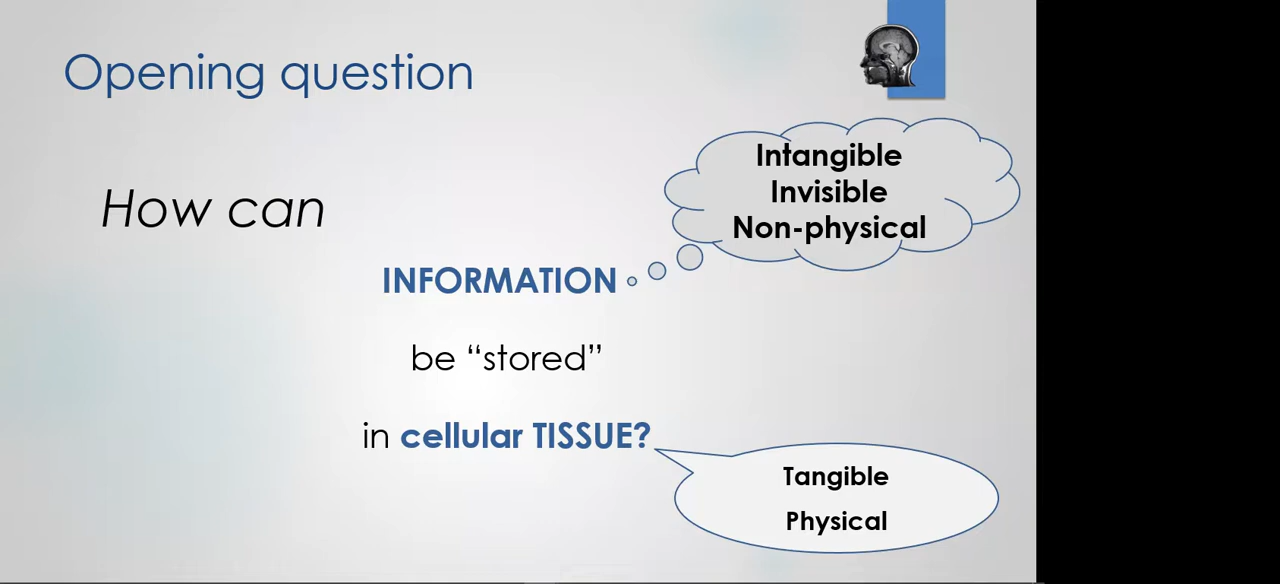 Opening question
How can
INFORMATION
be “stored”
in cellular TISSUE?
Intangible
Invisible
Non-physical
Tangible
Physical